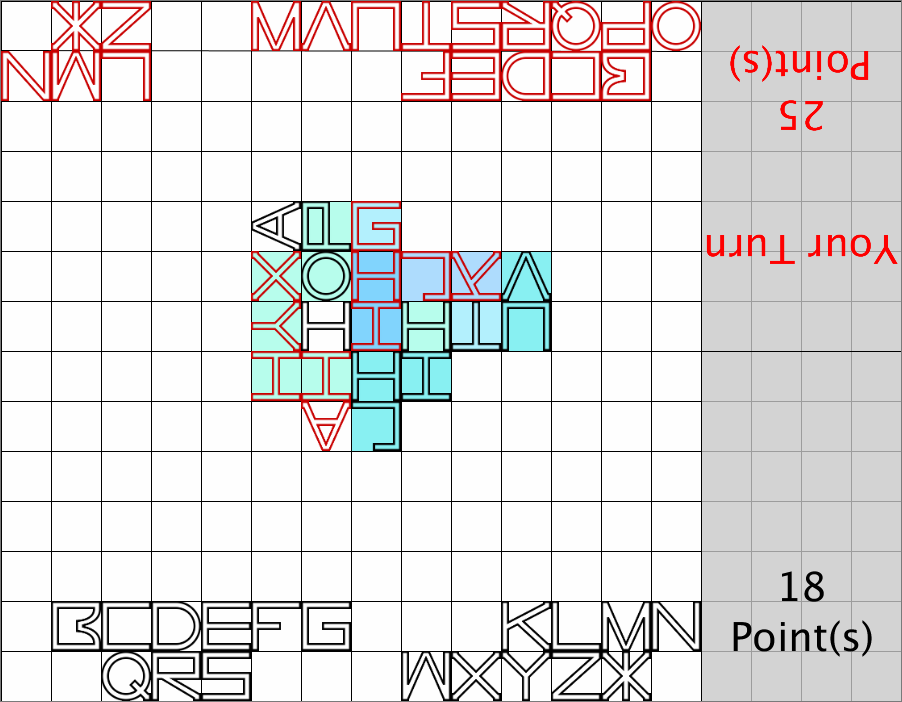 Ж Z W V U T S R Q P O
N M L F E D C B
25
Point(s)
A G
X O H K V
Your Turn
Y H I H I U
I I H I
A J
B C D E F G K L M N
18
Point(s)
Q R S W X Y Z Ж